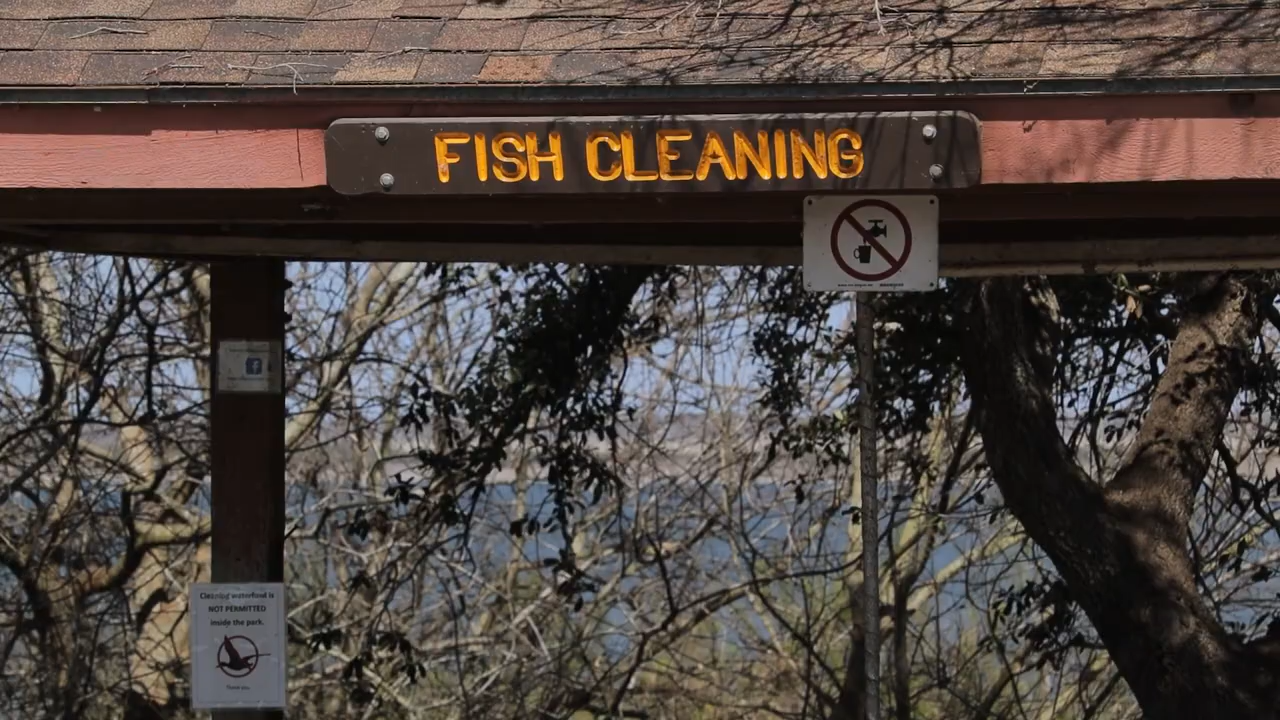 FISH CLEANING
Cleaning waterfowl is
NOT PERMITTED
inside the park.
Thank you.